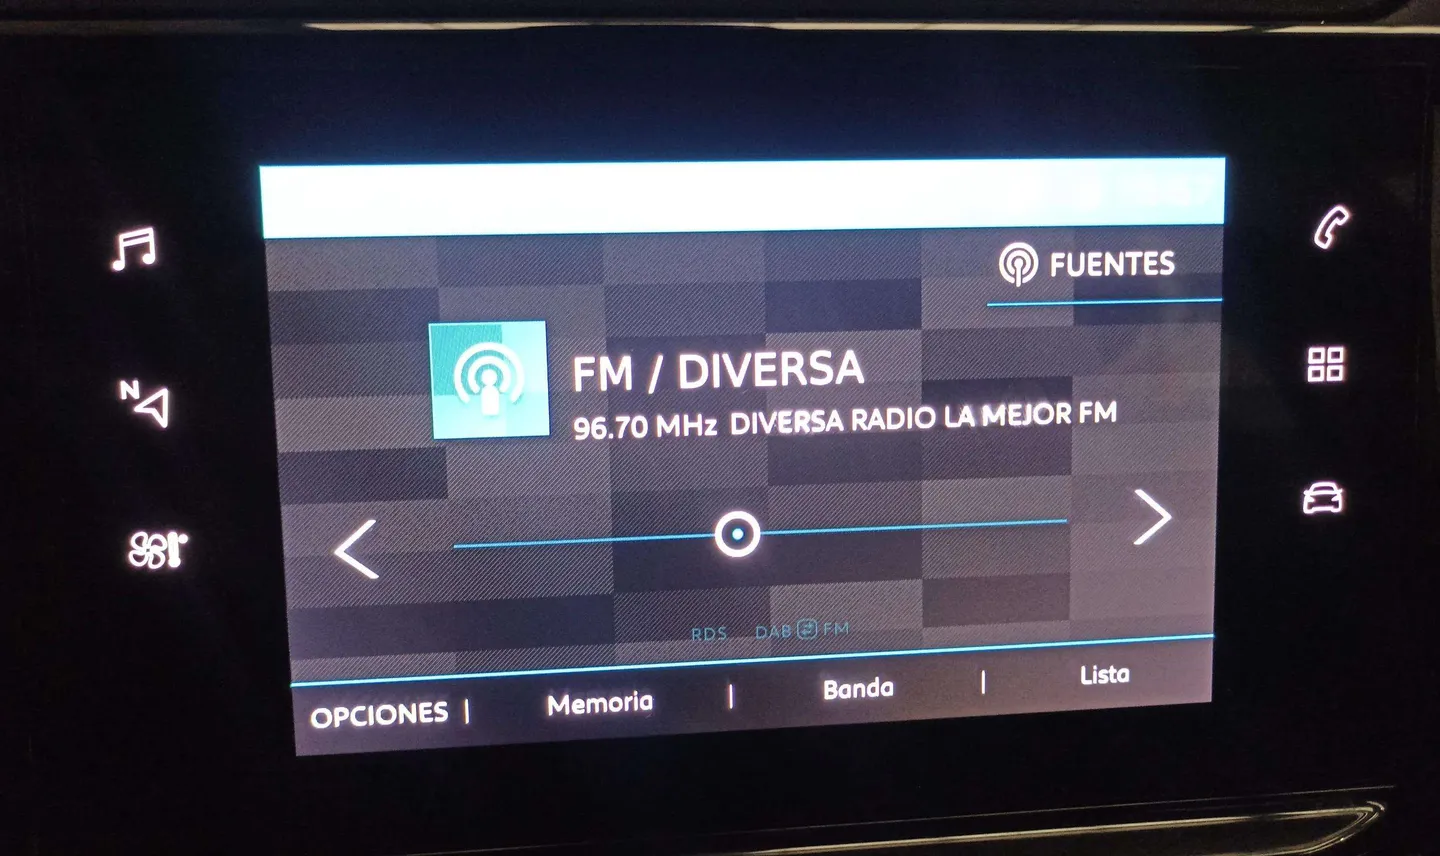 FUENTES
FM / DIVERSA
96.70 MHz DIVERSA RADIO LA MEJOR FM
N
RDS DAB FM
OPCIONES | Memoria | Banda | Lista